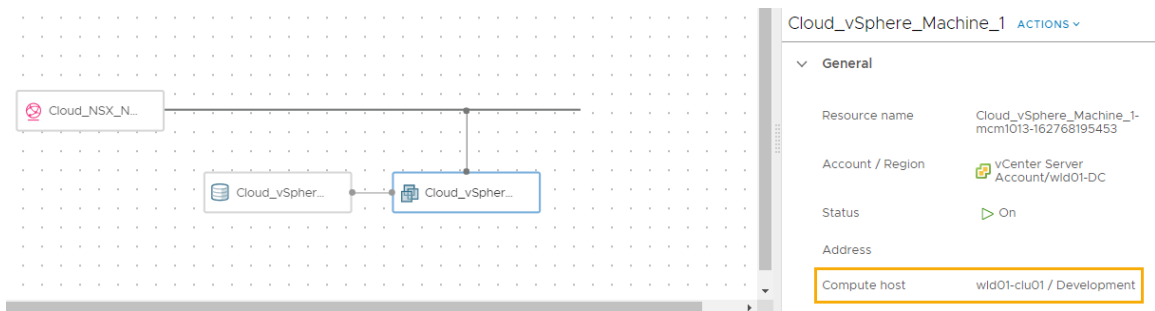 Cloud_vSphere_Machine_1 ACTIONS
General
Cloud_NSX_N...
Resource name
Cloud_vSphere_Machine_1-
mcm1013-162768195453
Account / Region
vCenter Server
Account/wld01-DC
Cloud_vSpher...
Cloud_vSpher...
Status
On
Address
Compute host
wld01-clu01 / Development